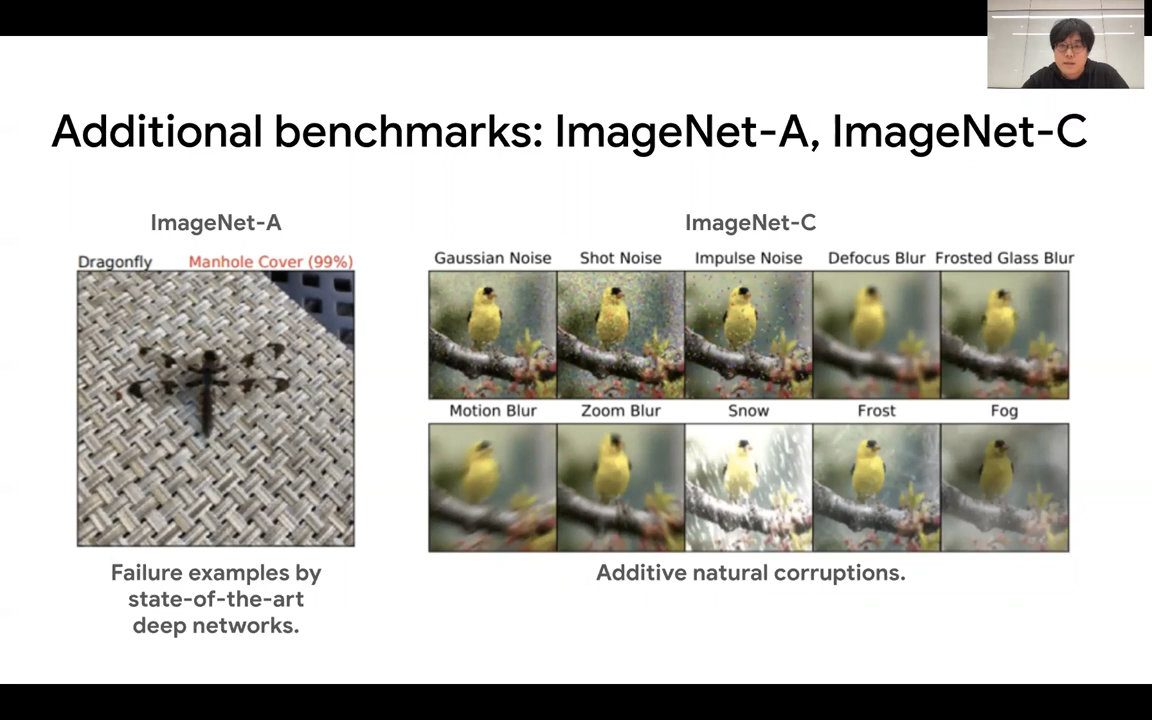 Additional benchmarks: ImageNet-A, ImageNet-C
ImageNet-A
Dragonfly Manhole Cover (99%)
Failure examples by
state-of-the-art
deep networks.
ImageNet-C
Gaussian Noise Shot Noise Impulse Noise Defocus Blur Frosted Glass Blur
Motion Blur Zoom Blur Snow Frost Fog
Additive natural corruptions.